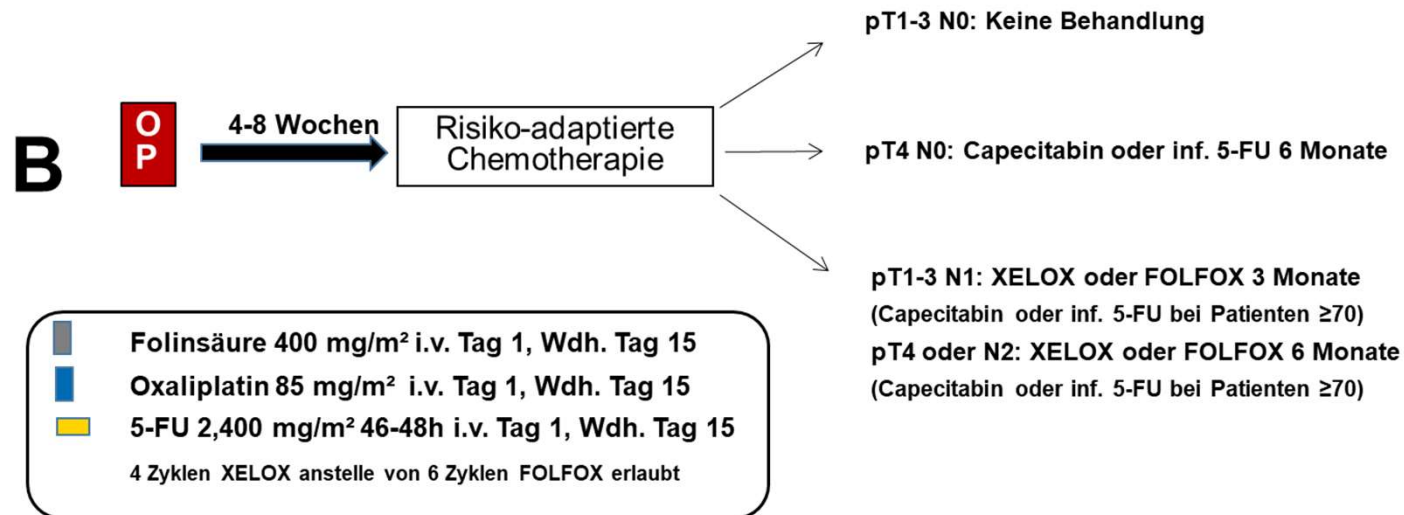 B
O
P
4-8 Wochen
Risiko-adaptierte
Chemotherapie
pT1-3 N0: Keine Behandlung
pT4 N0: Capecitabin oder inf. 5-FU 6 Monate
pT1-3 N1: XELOX oder FOLFOX 3 Monate
(Capecitabin oder inf. 5-FU bei Patienten ≥70)
pT4 oder N2: XELOX oder FOLFOX 6 Monate
(Capecitabin oder inf. 5-FU bei Patienten ≥70)
Folinsäure 400 mg/m² i.v. Tag 1, Wdh. Tag 15
Oxaliplatin 85 mg/m² i.v. Tag 1, Wdh. Tag 15
5-FU 2,400 mg/m² 46-48h i.v. Tag 1, Wdh. Tag 15
4 Zyklen XELOX anstelle von 6 Zyklen FOLFOX erlaubt